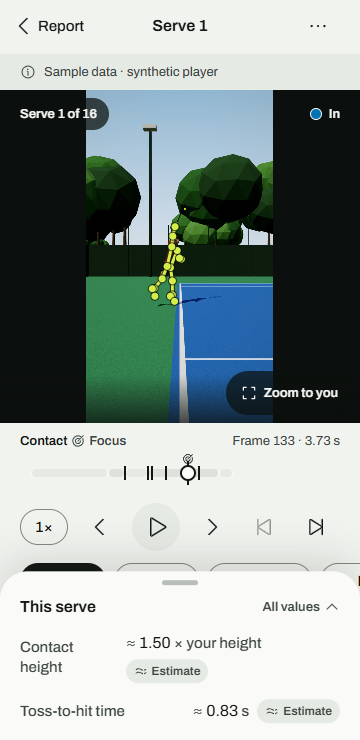 Report
Serve 1
Sample data · synthetic player
Serve 1 of 16
In
Zoom to you
Contact Focus
Frame 133 · 3.73 s
1×
This serve
All values
Contact height
≈ 1.50 × your height
≈ Estimate
Toss-to-hit time
≈ 0.83 s
≈ Estimate